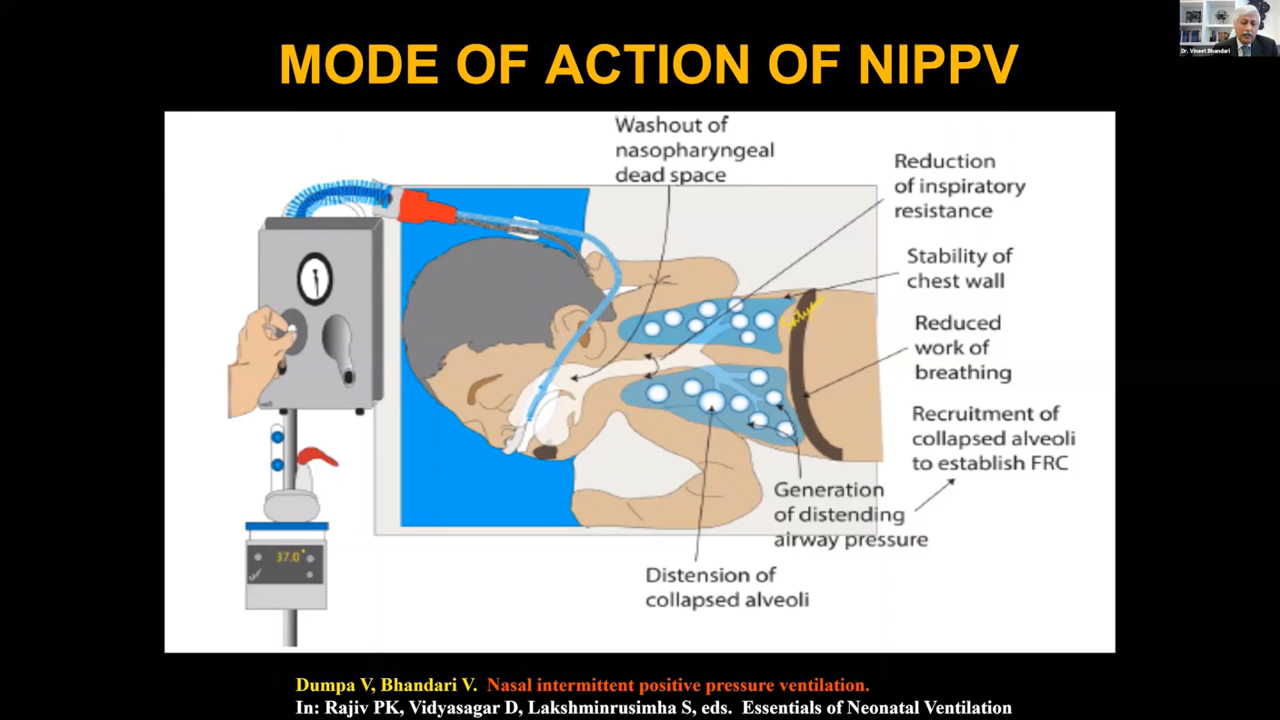 MODE OF ACTION OF NIPPV
Dr. Vineet Bhandari
Washout of
nasopharyngeal
dead space
Reduction
of inspiratory
resistance
Stability of
chest wall
Reduced
work of
breathing
Recruitment of
collapsed alveoli
to establish FRC
Generation
of distending
airway pressure
Distension of
collapsed alveoli
37.0°
Dumpa V, Bhandari V. Nasal intermittent positive pressure ventilation.
In: Rajiv PK, Vidyasagar D, Lakshminrusimha S, eds. Essentials of Neonatal Ventilation